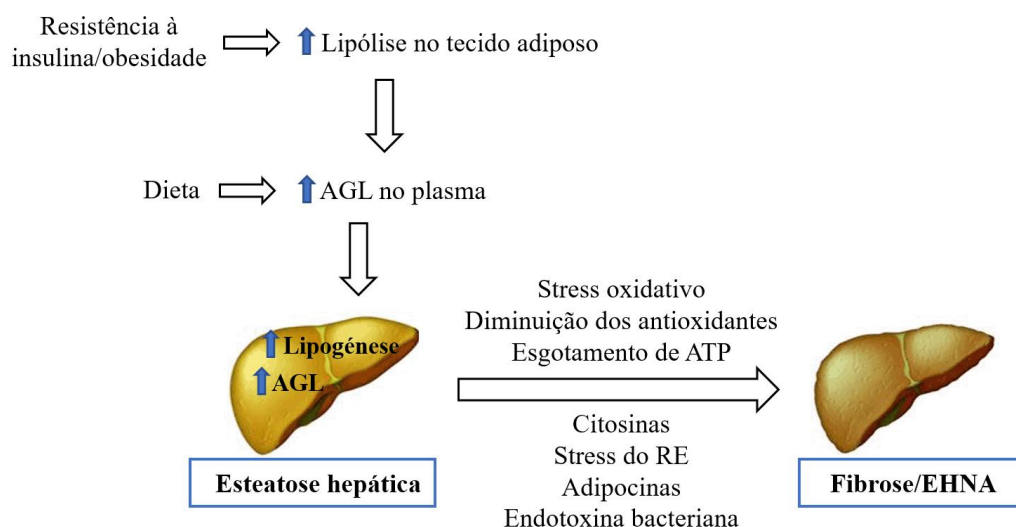 Resistência à
insulina/obesidade
Lipólise no tecido adiposo
Dieta
AGL no plasma
Lipogénese
AGL
Esteatose hepática
Stress oxidativo
Diminuição dos antioxidantes
Esgotamento de ATP
Citosinas
Stress do RE
Adipocinas
Endotoxina bacteriana
Fibrose/EHNA